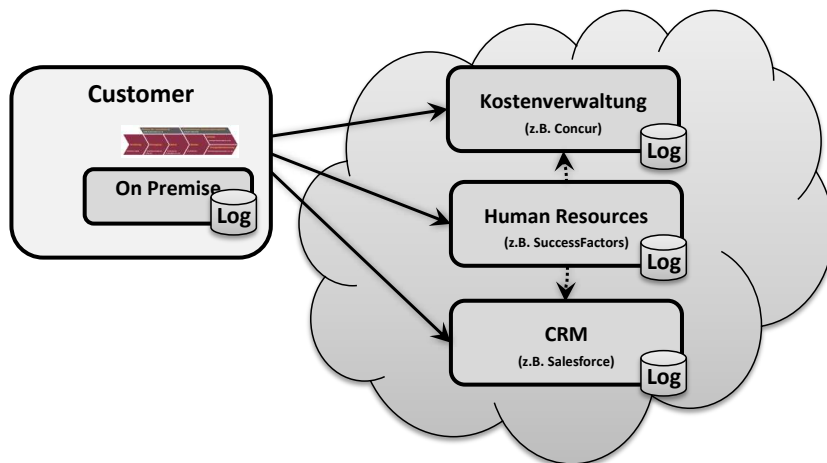 Customer
On Premise
Log
Kostenverwaltung
(z.B. Concur)
Log
Human Resources
(z.B. SuccessFactors)
Log
CRM
(z.B. Salesforce)
Log